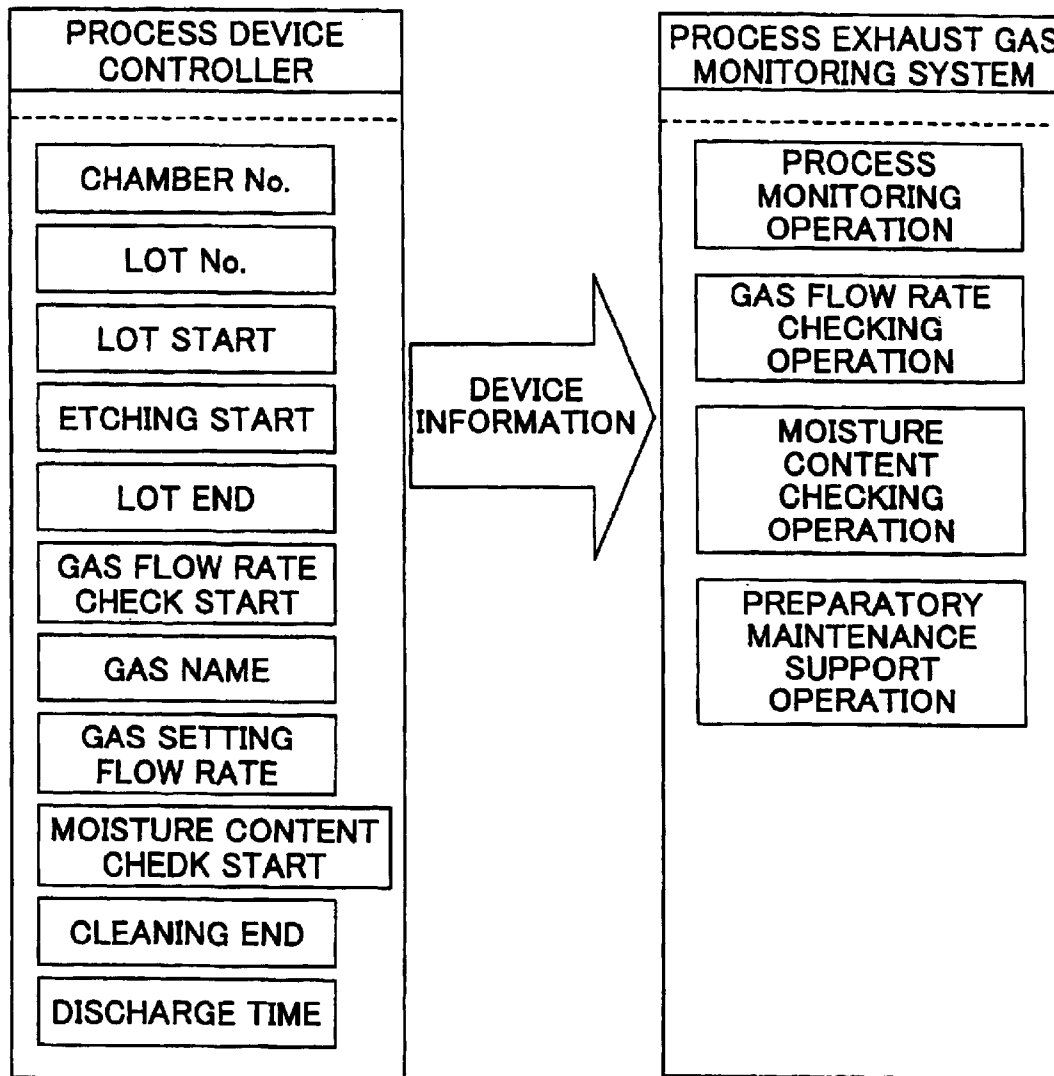 PROCESS DEVICE
CONTROLLER
CHAMBER No.
LOT No.
LOT START
ETCHING START
LOT END
GAS FLOW RATE
CHECK START
GAS NAME
GAS SETTING
FLOW RATE
MOISTURE CONTENT
CHEDK START
CLEANING END
DISCHARGE TIME
DEVICE
INFORMATION
PROCESS EXHAUST GAS
MONITORING SYSTEM
PROCESS
MONITORING
OPERATION
GAS FLOW RATE
CHECKING
OPERATION
MOISTURE
CONTENT
CHECKING
OPERATION
PREPARATORY
MAINTENANCE
SUPPORT
OPERATION